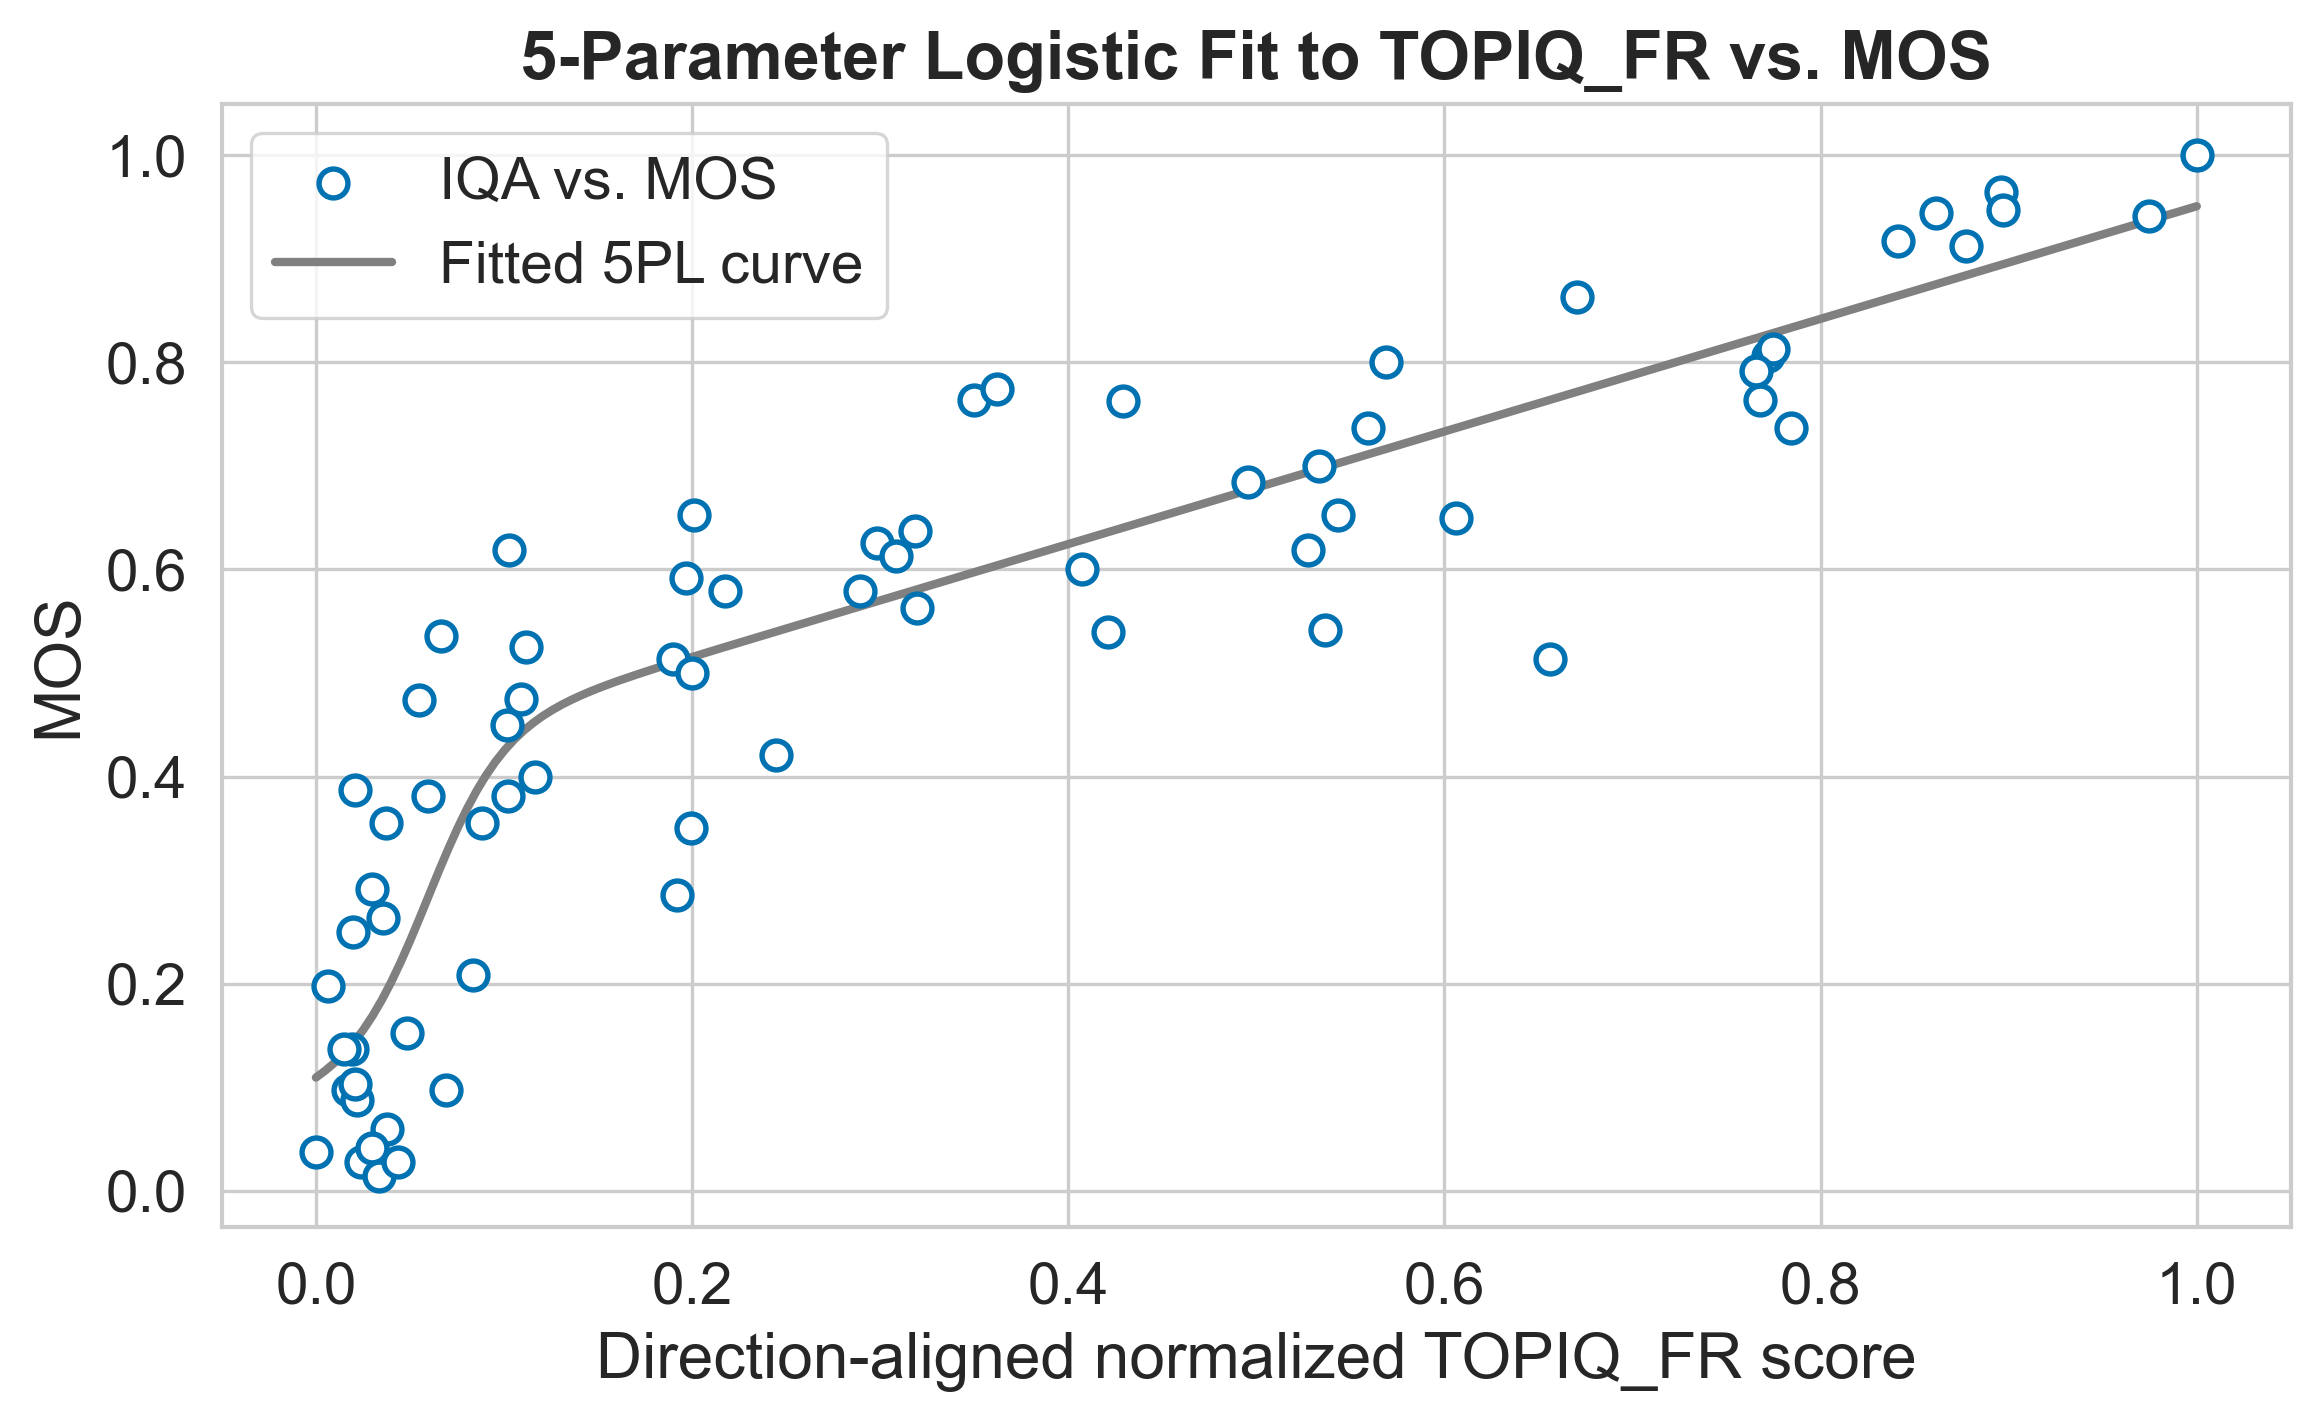 5-Parameter Logistic Fit to TOPIQ_FR vs. MOS
IQA vs. MOS
Fitted 5PL curve
MOS
1.0
0.8
0.6
0.4
0.2
0.0
0.0 0.2 0.4 0.6 0.8 1.0
Direction-aligned normalized TOPIQ_FR score